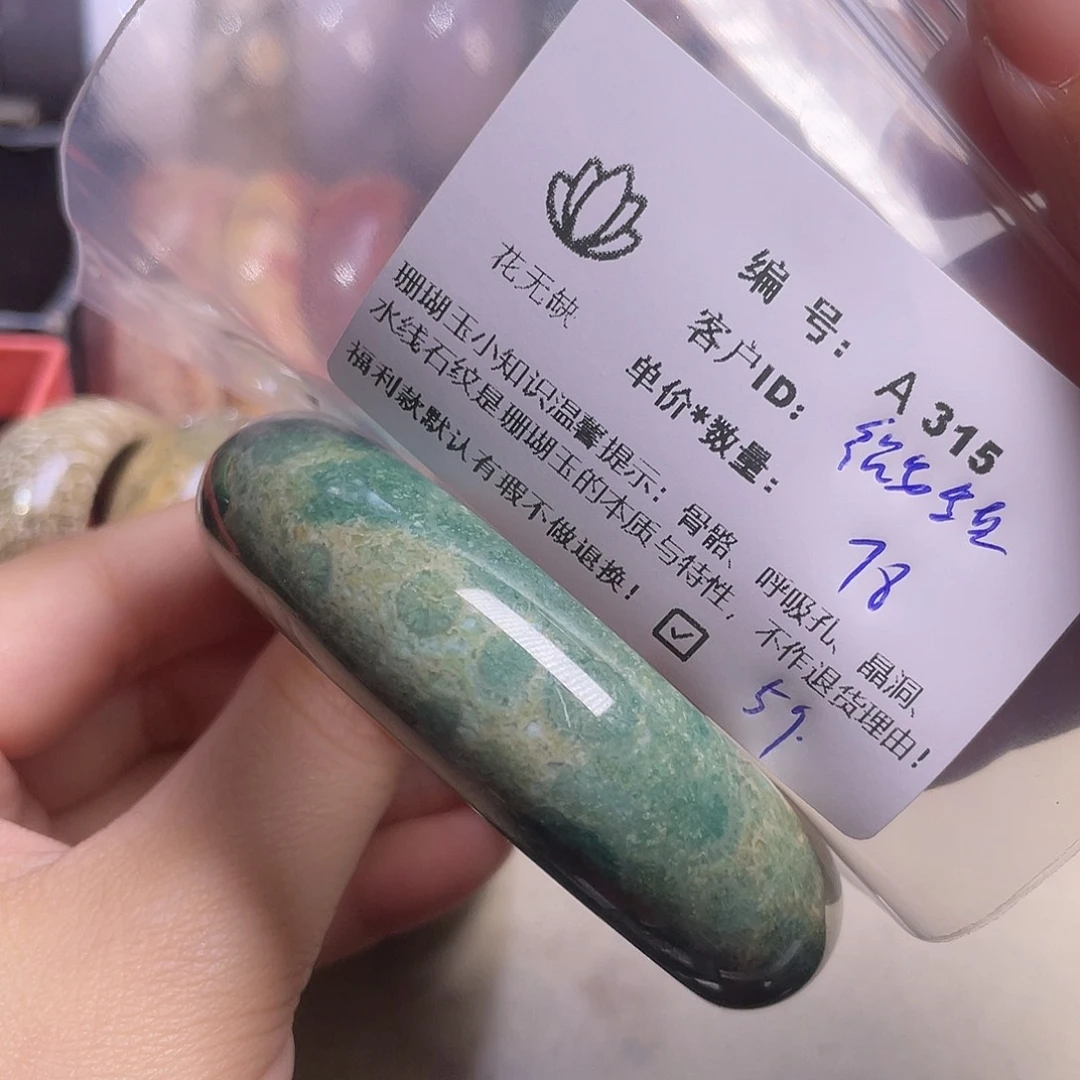 花无缺
编号：A315
客户ID：
单价*数量：78
珊瑚玉小知识温馨提示：骨骼、呼吸孔、晶洞、
水线石纹是珊瑚玉的本质与特性，不作退货理由！
福利款默认有瑕不做退换！
59.